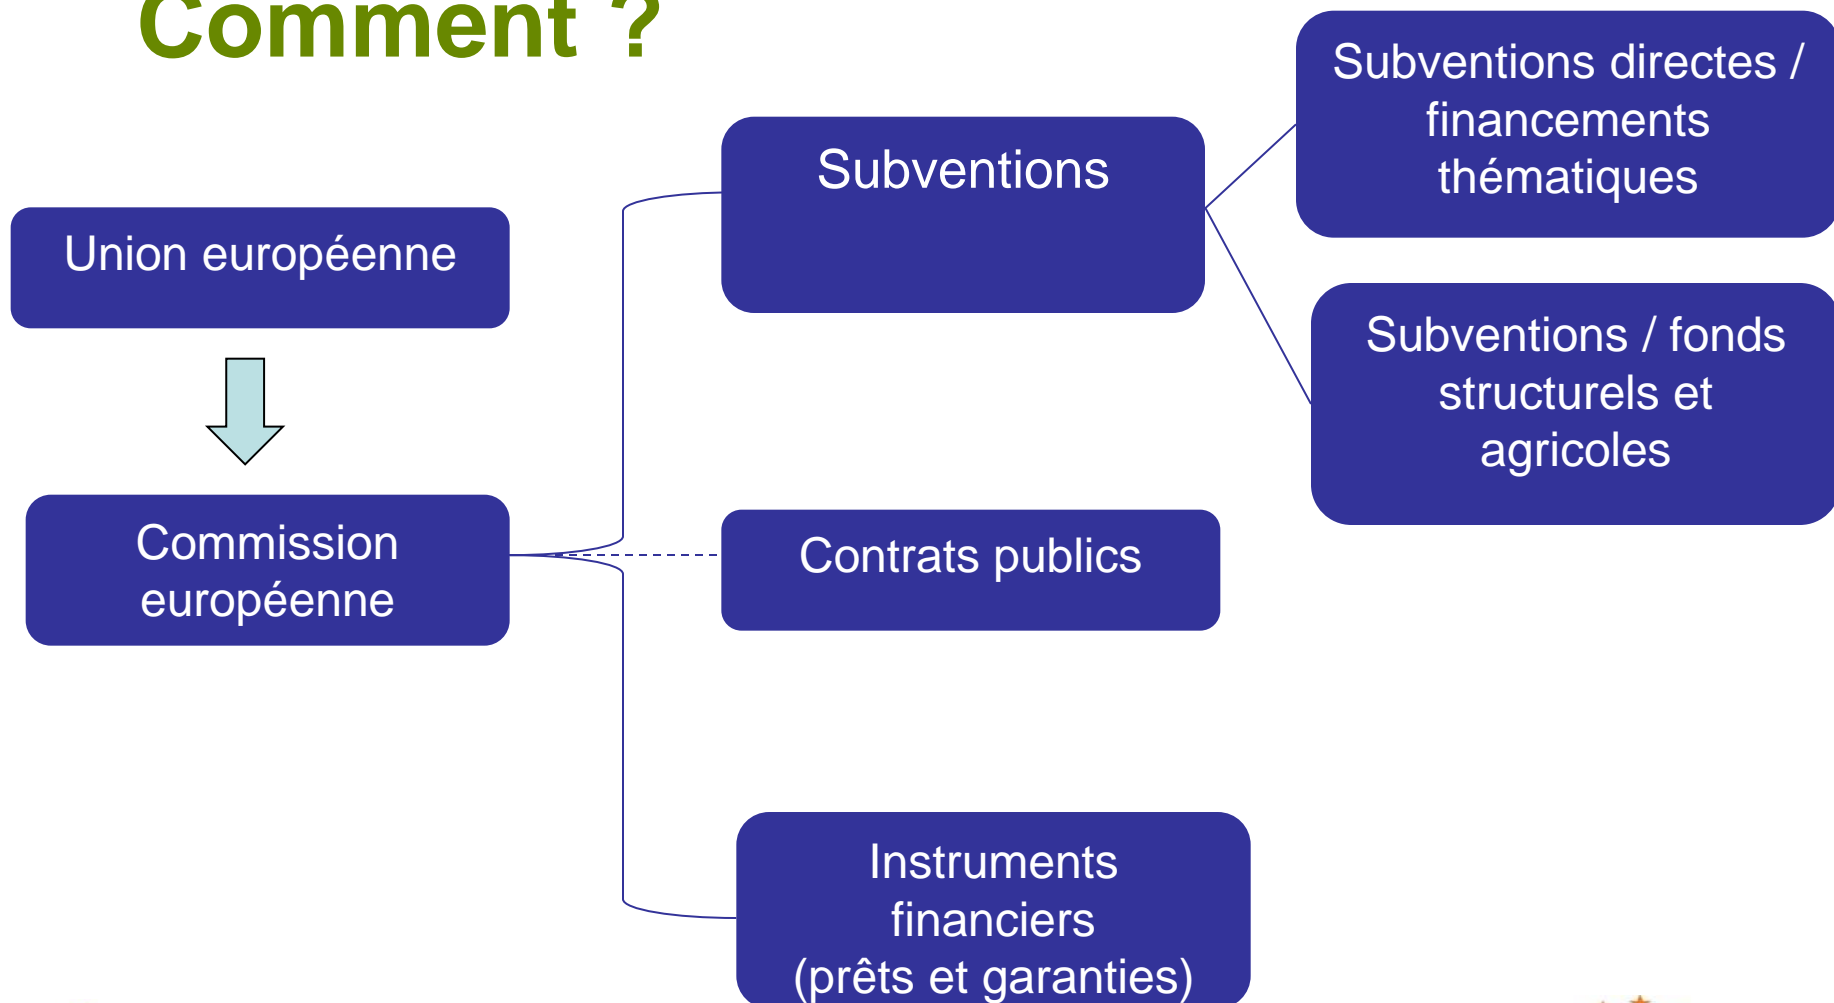 Comment ?
Union européenne
Commission
européenne
Subventions
Contrats publics
Instruments
financiers
(prêts et garanties)
Subventions directes /
financements
thématiques
Subventions / fonds
structurels et
agricoles